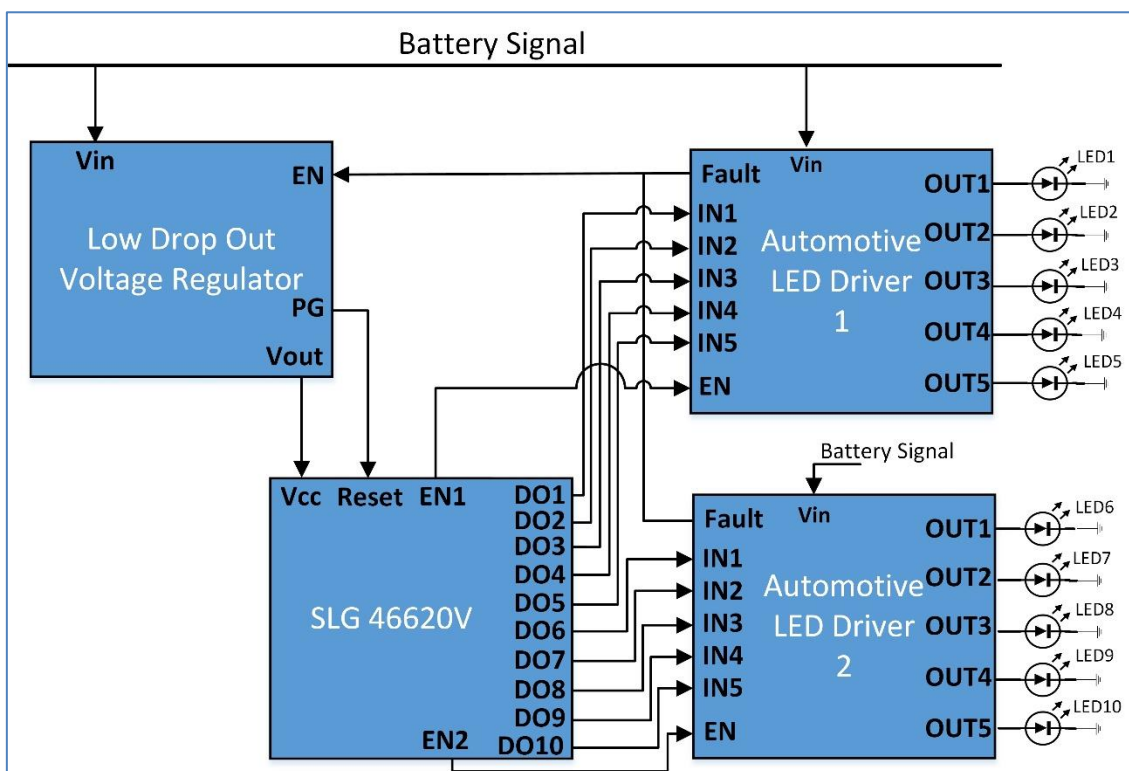 Battery Signal
Vin
EN
Low Drop Out
Voltage Regulator
PG
Vout
Fault
Vin
IN1
IN2
IN3
IN4
IN5
EN
Automotive
LED Driver
1
OUT1
OUT2
OUT3
OUT4
OUT5
LED1
LED2
LED3
LED4
LED5
Vcc
Reset
EN1
SLG 46620V
DO1
DO2
DO3
DO4
DO5
DO6
DO7
DO8
DO9
DO10
EN2
Battery Signal
Fault
Vin
IN1
IN2
IN3
IN4
IN5
EN
Automotive
LED Driver
2
OUT1
OUT2
OUT3
OUT4
OUT5
LED6
LED7
LED8
LED9
LED10